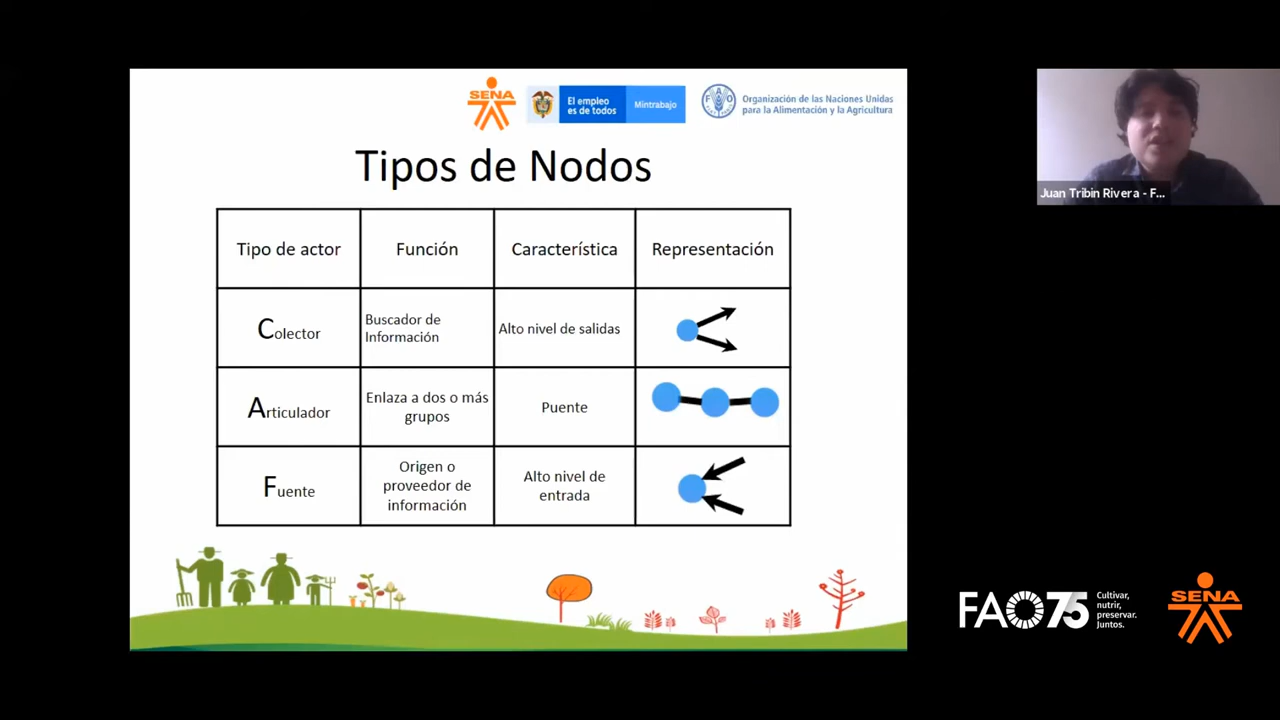 SENA
El empleo
es de todos
Mintrabajo
FAO
Organización de las Naciones Unidas
para la Alimentación y la Agricultura
Tipos de Nodos
Tipo de actor
Función
Característica
Representación
Colector
Buscador de
Información
Alto nivel de salidas
Articulador
Enlaza a dos o más
grupos
Puente
Fuente
Origen o
proveedor de
información
Alto nivel de
entrada
Juan Tribin Rivera - F...
FAO75
Cultivar,
nutrir,
preservar.
Juntos.
SENA